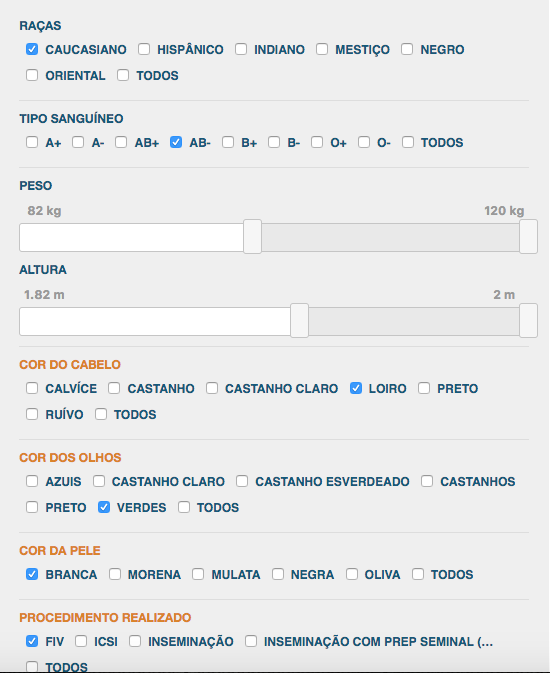 RAÇAS
CAUCASIANO HISPÂNICO INDIANO MESTIÇO NEGRO
ORIENTAL TODOS
TIPO SANGUÍNEO
A+ A- AB+ AB- B+ B- O+ O- TODOS
PESO
82 kg 120 kg
ALTURA
1.82 m 2 m
COR DO CABELO
CALVÍCE CASTANHO CASTANHO CLARO LOIRO PRETO
RUÍVO TODOS
COR DOS OLHOS
AZUIS CASTANHO CLARO CASTANHO ESVERDEADO CASTANHOS
PRETO VERDES TODOS
COR DA PELE
BRANCA MORENA MULATA NEGRA OLIVA TODOS
PROCEDIMENTO REALIZADO
FIV ICSI INSEMINAÇÃO INSEMINAÇÃO COM PREP SEMINAL (...
TODOS